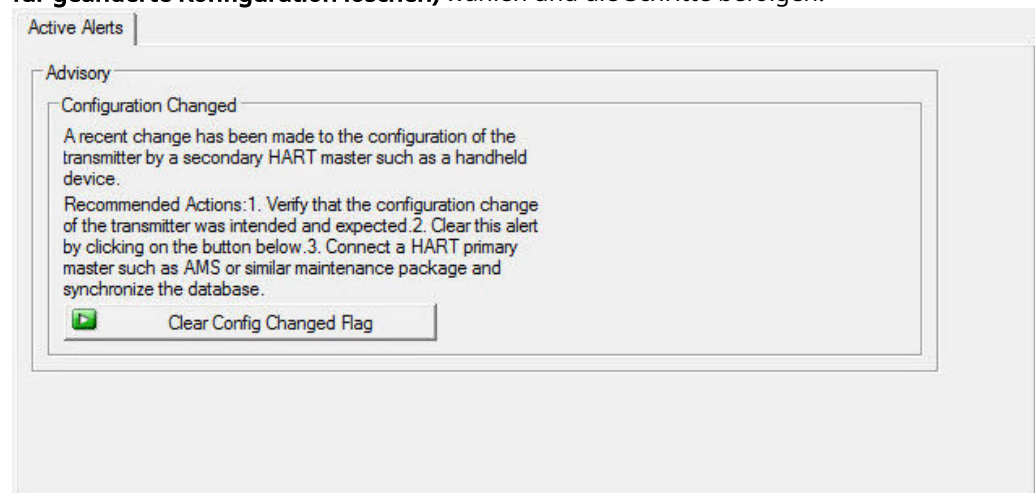 für geänderte Konfiguration löschen) wählen und die Schritte befolgen.
Active Alerts
Advisory
Configuration Changed
A recent change has been made to the configuration of the
transmitter by a secondary HART master such as a handheld
device.
Recommended Actions:1. Verify that the configuration change
of the transmitter was intended and expected.2. Clear this alert
by clicking on the button below.3. Connect a HART primary
master such as AMS or similar maintenance package and
synchronize the database.
Clear Config Changed Flag